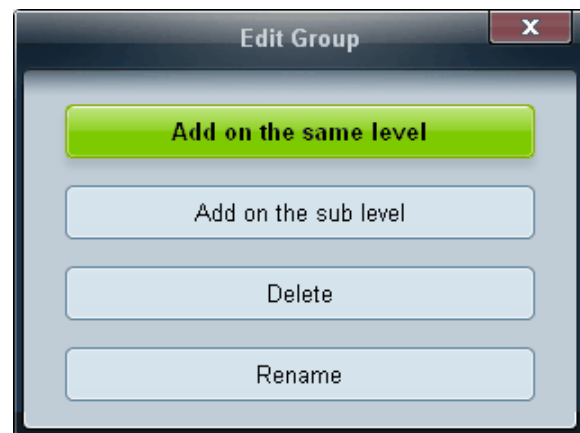 Edit Group
x
Add on the same level
Add on the sub level
Delete
Rename